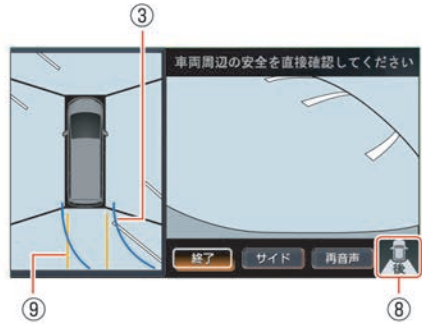 ③
車両周辺の安全を直接確認してください
終了 サイド 再音声 後
⑨ ⑧